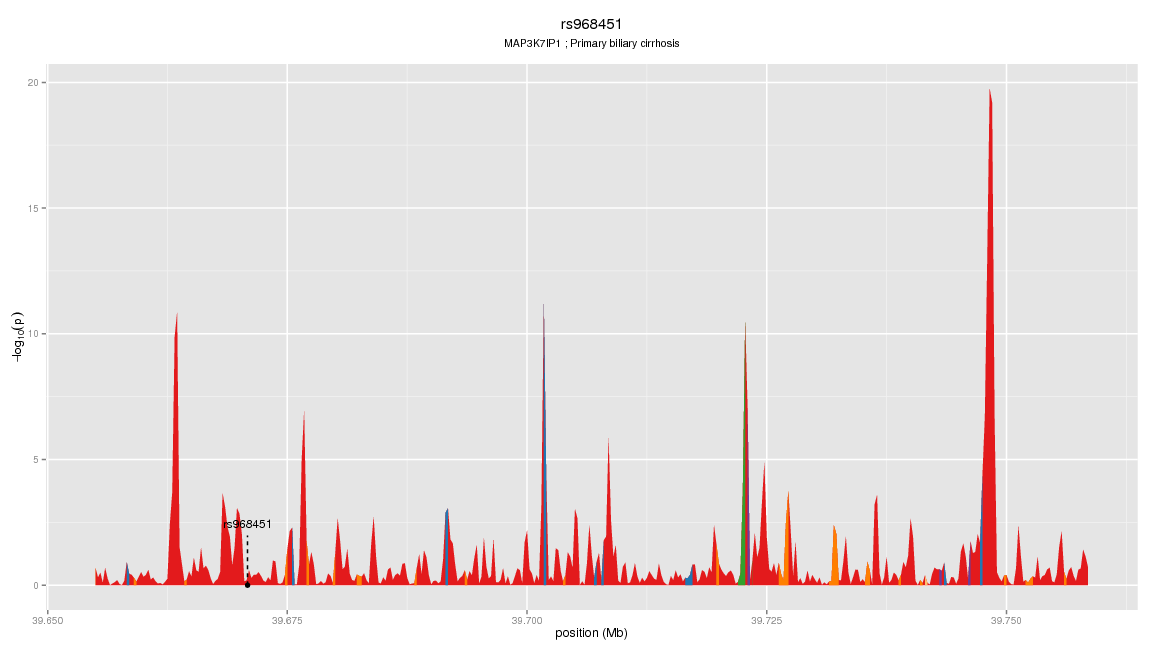 rs968451
MAP3K7IP1 ; Primary biliary cirrhosis
20
15
10
5
0
−log10(p)
rs968451
39.650
39.675
39.700
39.725
39.750
position (Mb)